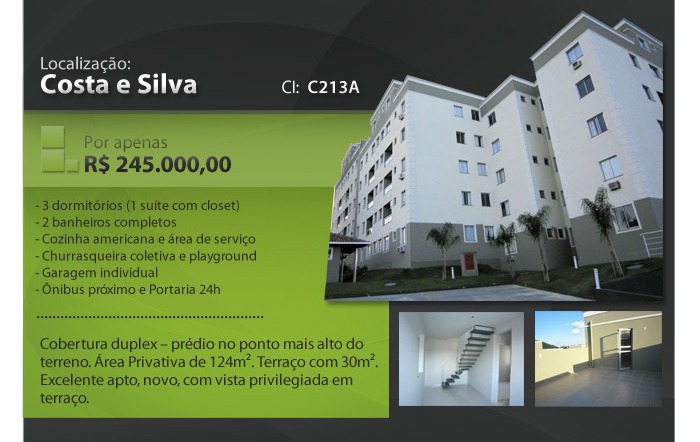 Localização:
Costa e Silva
CI: C213A
Por apenas
R$ 245.000,00
- 3 dormitórios (1 suíte com closet)
- 2 banheiros completos
- Cozinha americana e área de serviço
- Churrasqueira coletiva e playground
- Garagem individual
- Ônibus próximo e Portaria 24h
Cobertura duplex – prédio no ponto mais alto do
terreno. Área Privativa de 124m². Terraço com 30m².
Excelente apto, novo, com vista privilegiada em
terraço.